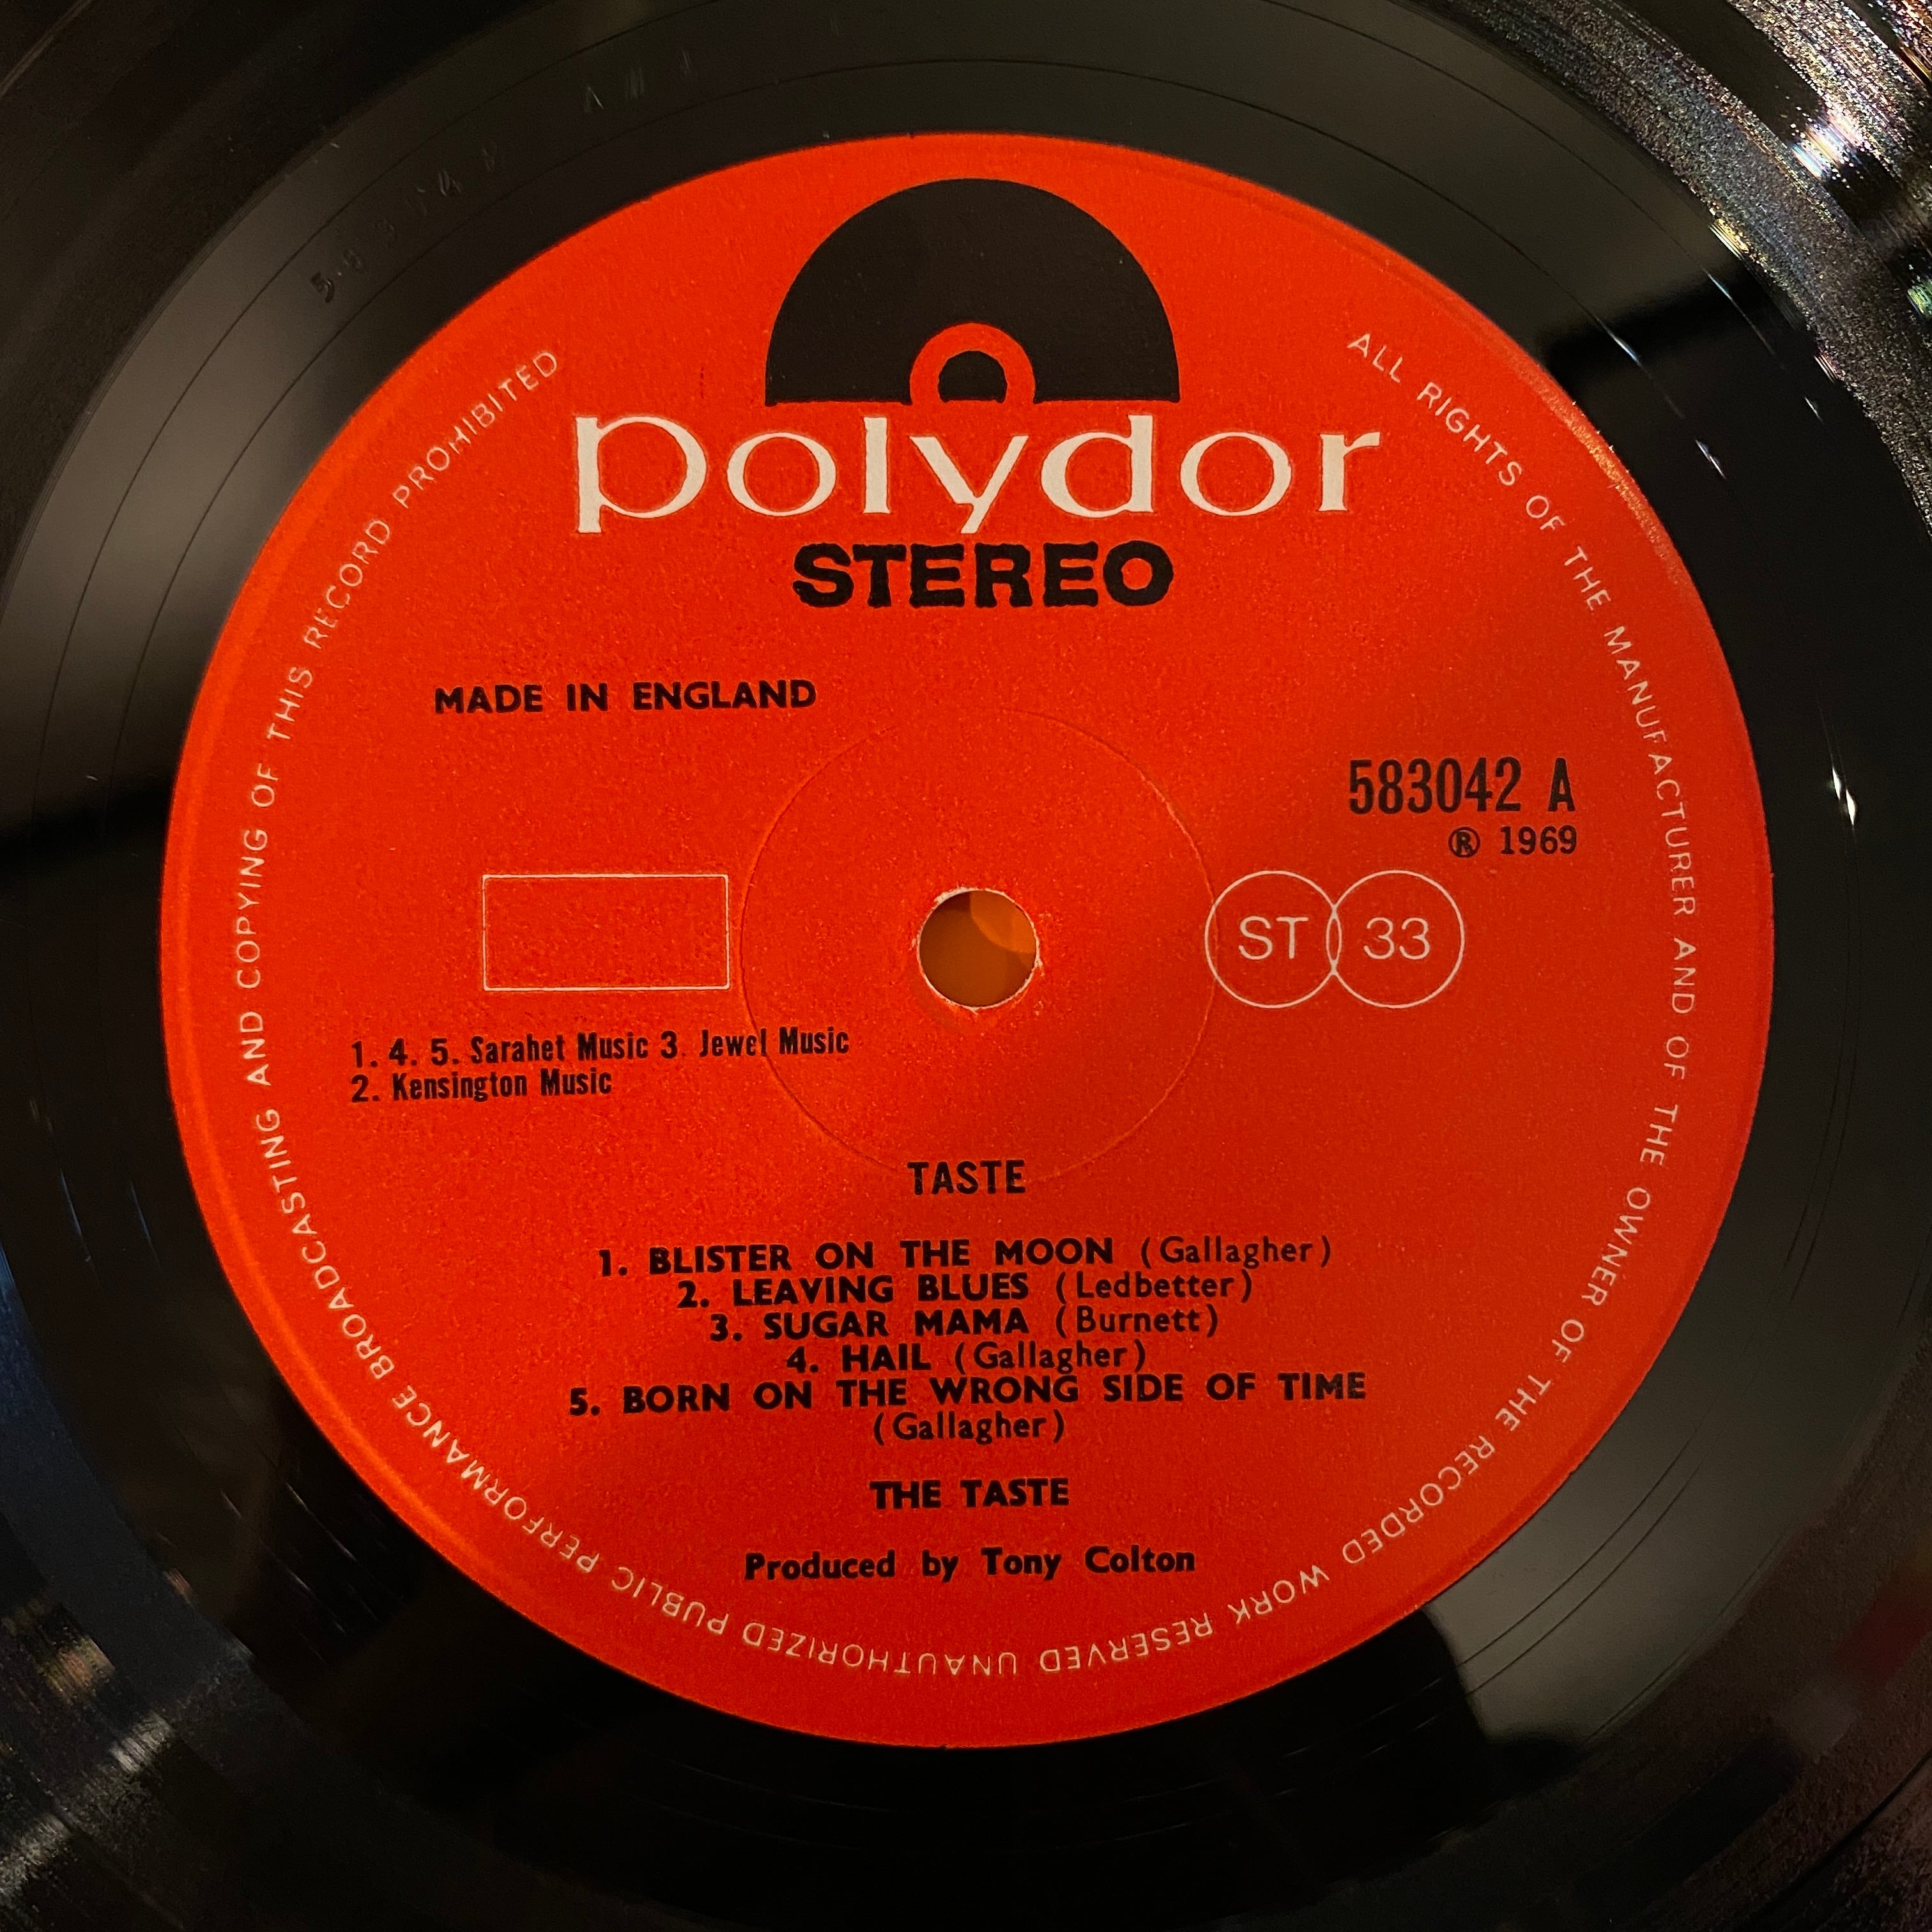 polydor
STEREO
MADE IN ENGLAND
583042 A
Ⓡ 1969
ST 33
1. 4. 5. Sarahet Music 3. Jewel Music
2. Kensington Music
TASTE
1. BLISTER ON THE MOON (Gallagher)
2. LEAVING BLUES (Ledbetter)
3. SUGAR MAMA (Burnett)
4. HAIL (Gallagher)
5. BORN ON THE WRONG SIDE OF TIME
(Gallagher)
THE TASTE
Produced by Tony Colton
ALL RIGHTS OF THE MANUFACTURER AND OF THE OWNER OF THE RECORDED WORK RESERVED UNAUTHORIZED PUBLIC PERFORMANCE BROADCASTING AND COPYING OF THIS RECORD PROHIBITED